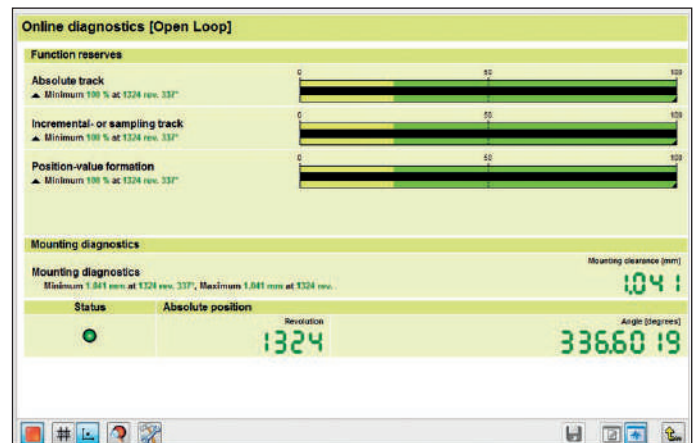 Online diagnostics [Open Loop]
Function reserves
Absolute track
Minimum 100 % at 1324 rev. 337°
0 50 100
Incremental- or sampling track
Minimum 100 % at 1324 rev. 337°
0 50 100
Position-value formation
Minimum 100 % at 1324 rev. 337°
0 50 100
Mounting diagnostics
Mounting diagnostics
Minimum 1.041 mm at 1324 rev. 337°, Maximum 1.041 mm at 1324 rev.
Mounting clearance [mm]
1,041
Status Absolute position
Revolution
1324
Angle [degrees]
336,6019